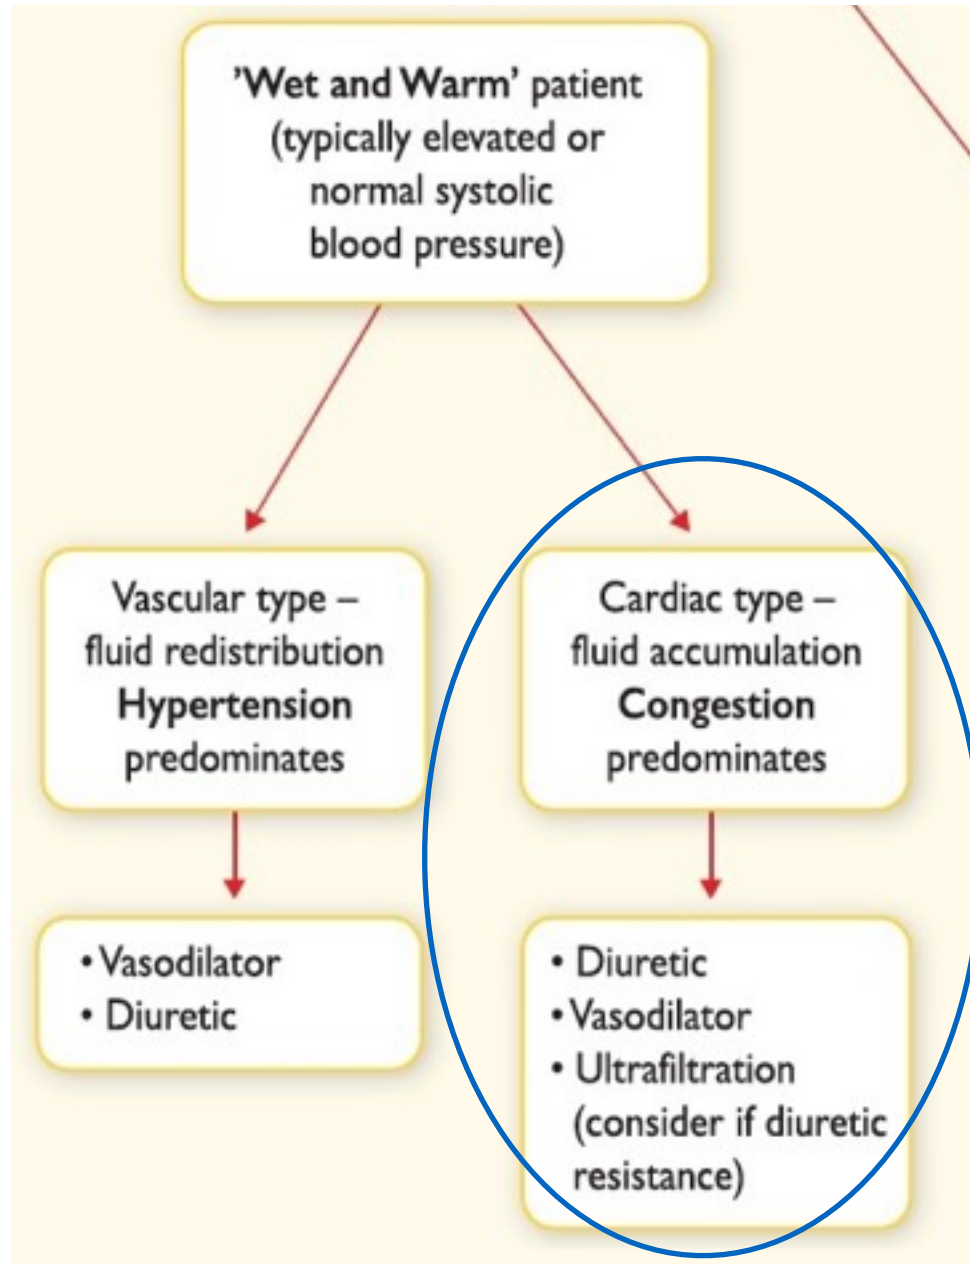 ’Wet and Warm’ patient
(typically elevated or
normal systolic
blood pressure)
Vascular type –
fluid redistribution
Hypertension
predominates
• Vasodilator
• Diuretic
Cardiac type –
fluid accumulation
Congestion
predominates
• Diuretic
• Vasodilator
• Ultrafiltration
(consider if diuretic
resistance)